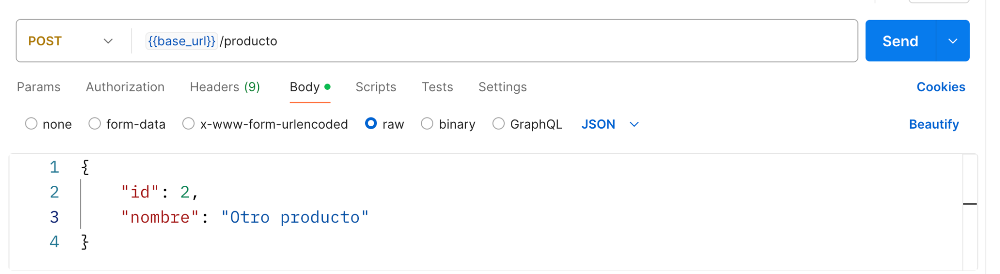 POST {{base_url}}/producto Send
Params Authorization Headers (9) Body Scripts Tests Settings Cookies
none form-data x-www-form-urlencoded raw binary GraphQL JSON Beautify
1 {
2 "id": 2,
3 "nombre": "Otro producto"
4 }